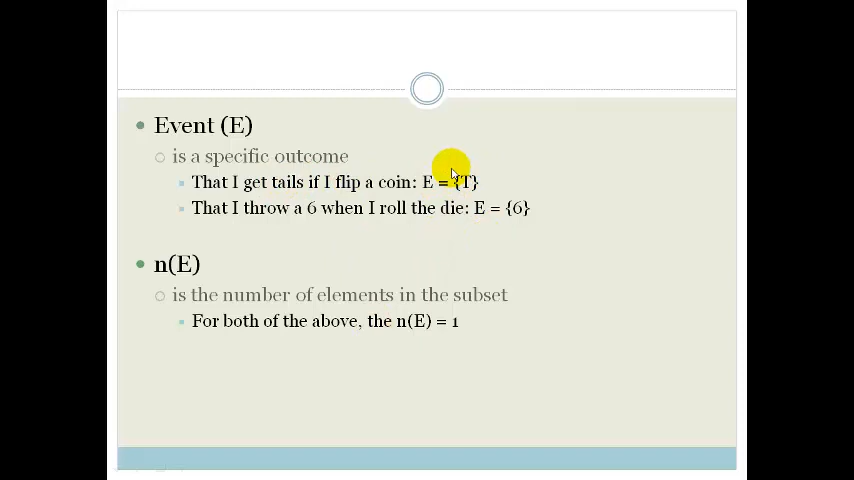 Event (E)
is a specific outcome
That I get tails if I flip a coin: E = {T}
That I throw a 6 when I roll the die: E = {6}
n(E)
is the number of elements in the subset
For both of the above, the n(E) = 1